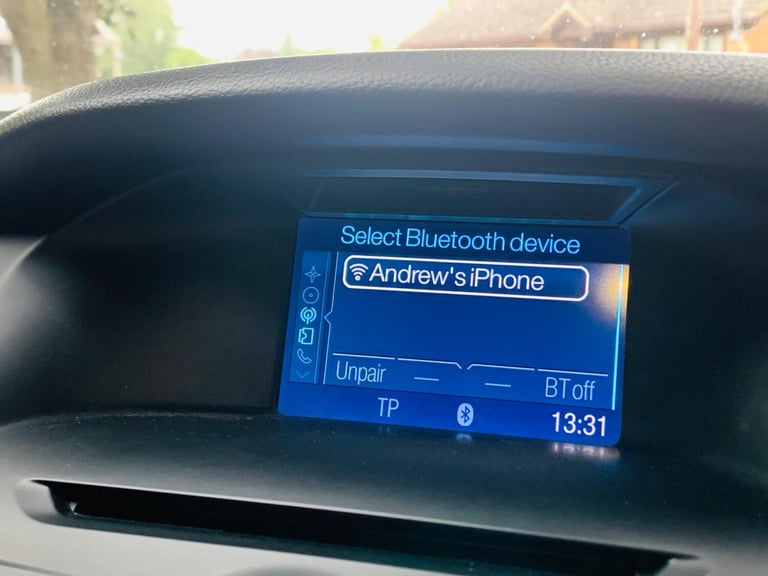 Select Bluetooth device
Andrew's iPhone
Unpair BT off
TP 13:31